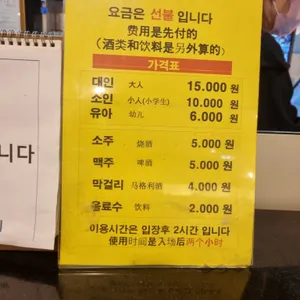 요금은 선불 입니다
费用是先付的
(酒类和饮料是另外算的)
가격표
대인 大人 15.000 원
소인 小人(小学生) 10.000 원
유아 幼儿 6.000 원
소주 烧酒 5.000 원
맥주 啤酒 5.000 원
막걸리 马格利酒 4.000 원
음료수 饮料 2.000 원
이용시간은 입장후 2시간 입니다
使用时间是入场后两个小时
니다